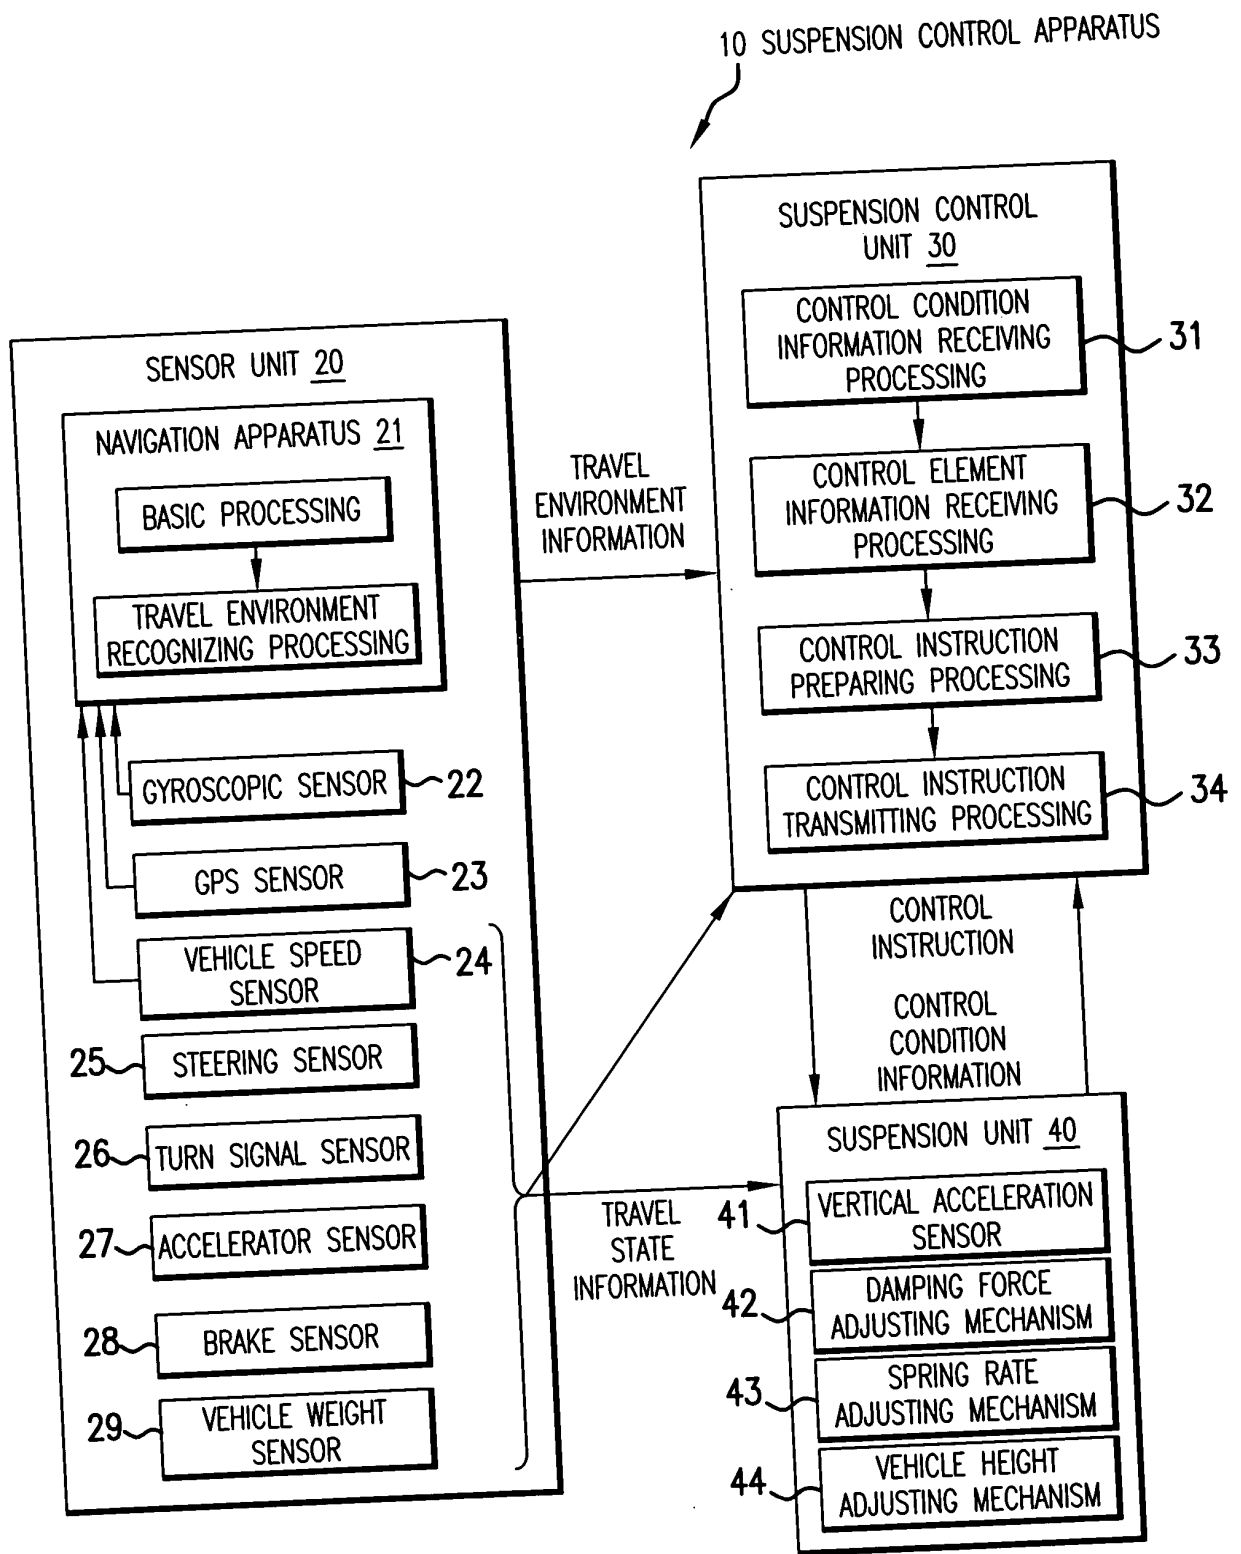 10 SUSPENSION CONTROL APPARATUS
SUSPENSION CONTROL
UNIT 30
CONTROL CONDITION
INFORMATION RECEIVING
PROCESSING
31
CONTROL ELEMENT
INFORMATION RECEIVING
PROCESSING
32
CONTROL INSTRUCTION
PREPARING PROCESSING
33
CONTROL INSTRUCTION
TRANSMITTING PROCESSING
34
SENSOR UNIT 20
NAVIGATION APPARATUS 21
BASIC PROCESSING
TRAVEL ENVIRONMENT
RECOGNIZING PROCESSING
TRAVEL
ENVIRONMENT
INFORMATION
GYROSCOPIC SENSOR
22
GPS SENSOR
23
VEHICLE SPEED
SENSOR
24
25
STEERING SENSOR
26
TURN SIGNAL SENSOR
27
ACCELERATOR SENSOR
28
BRAKE SENSOR
29
VEHICLE WEIGHT
SENSOR
CONTROL
INSTRUCTION
CONTROL
CONDITION
INFORMATION
TRAVEL
STATE
INFORMATION
SUSPENSION UNIT 40
41
VERTICAL ACCELERATION
SENSOR
42
DAMPING FORCE
ADJUSTING MECHANISM
43
SPRING RATE
ADJUSTING MECHANISM
44
VEHICLE HEIGHT
ADJUSTING MECHANISM